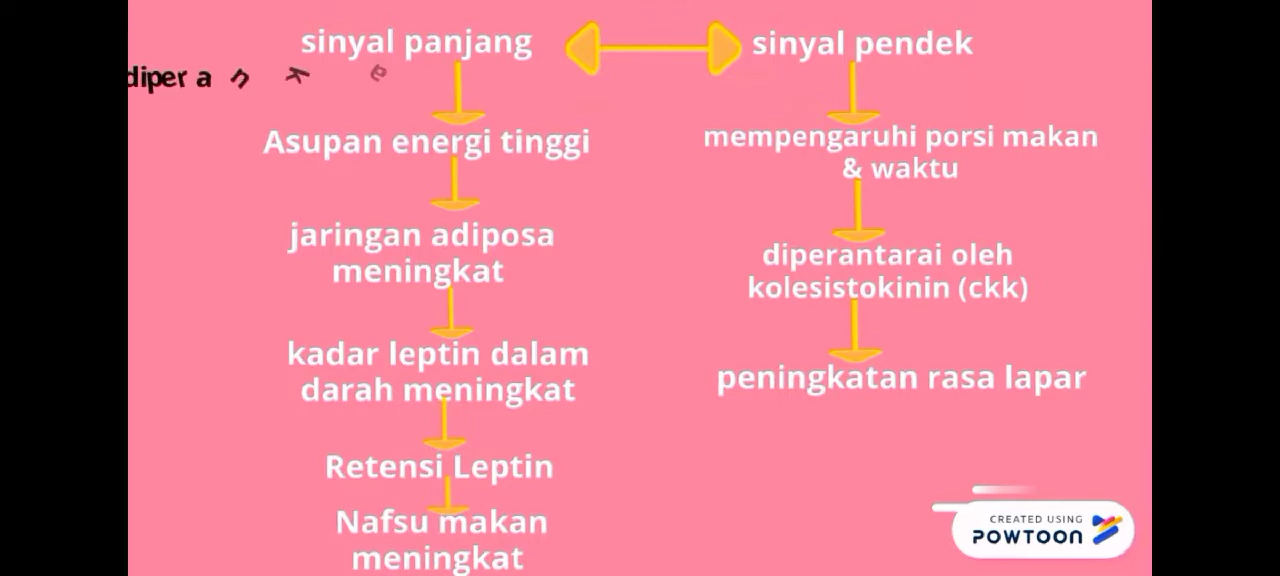 sinyal panjang
sinyal pendek
diperanke
Asupan energi tinggi
mempengaruhi porsi makan
& waktu
jaringan adiposa
meningkat
diperantarai oleh
kolesistokinin (ckk)
kadar leptin dalam
darah meningkat
peningkatan rasa lapar
Retensi Leptin
Nafsu makan
meningkat
CREATED USING
POWTOON